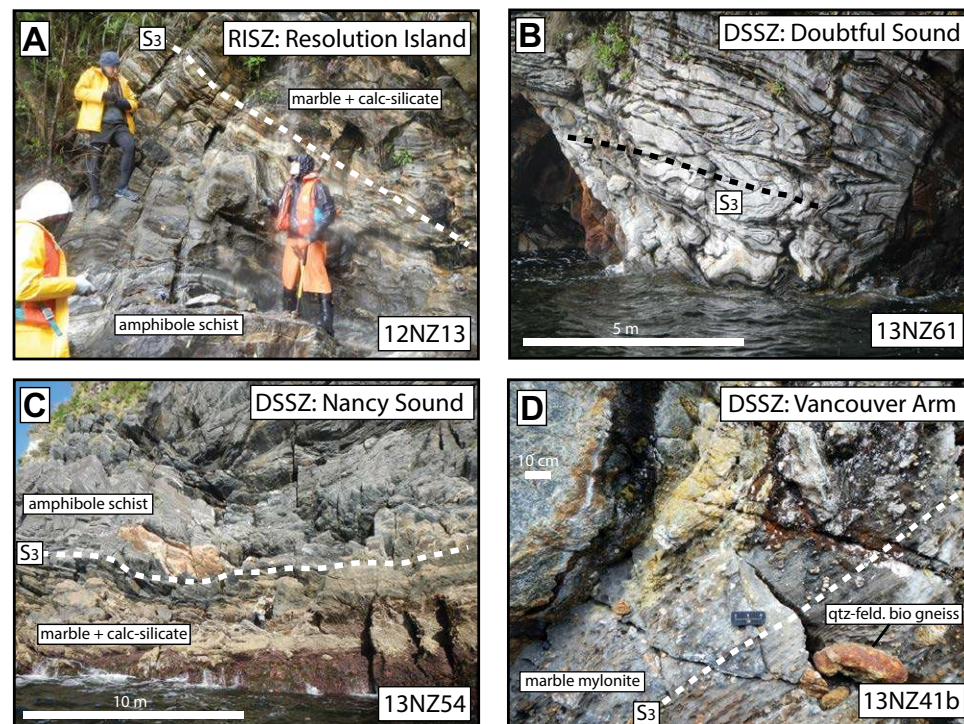 A
S3
RISZ: Resolution Island
marble + calc-silicate
amphibole schist
12NZ13
B
DSSZ: Doubtful Sound
S3
5 m
13NZ61
C
DSSZ: Nancy Sound
amphibole schist
S3
marble + calc-silicate
10 m
13NZ54
D
DSSZ: Vancouver Arm
10 cm
qtz-feld. bio gneiss
marble mylonite
S3
13NZ41b